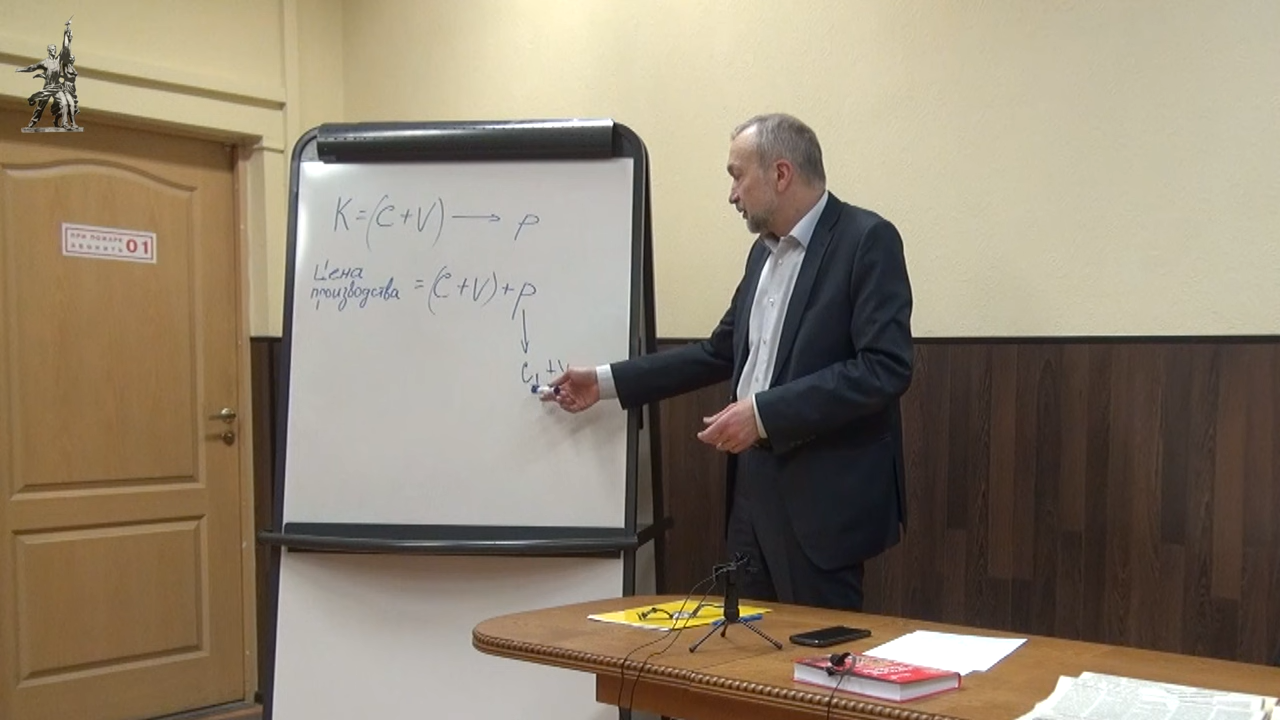 K = (C + V) → p
Цена
производства = (C + V) + p
↓
C₁ + V
ПРИ ПОЖАРЕ
ЗВОНИТЬ 01